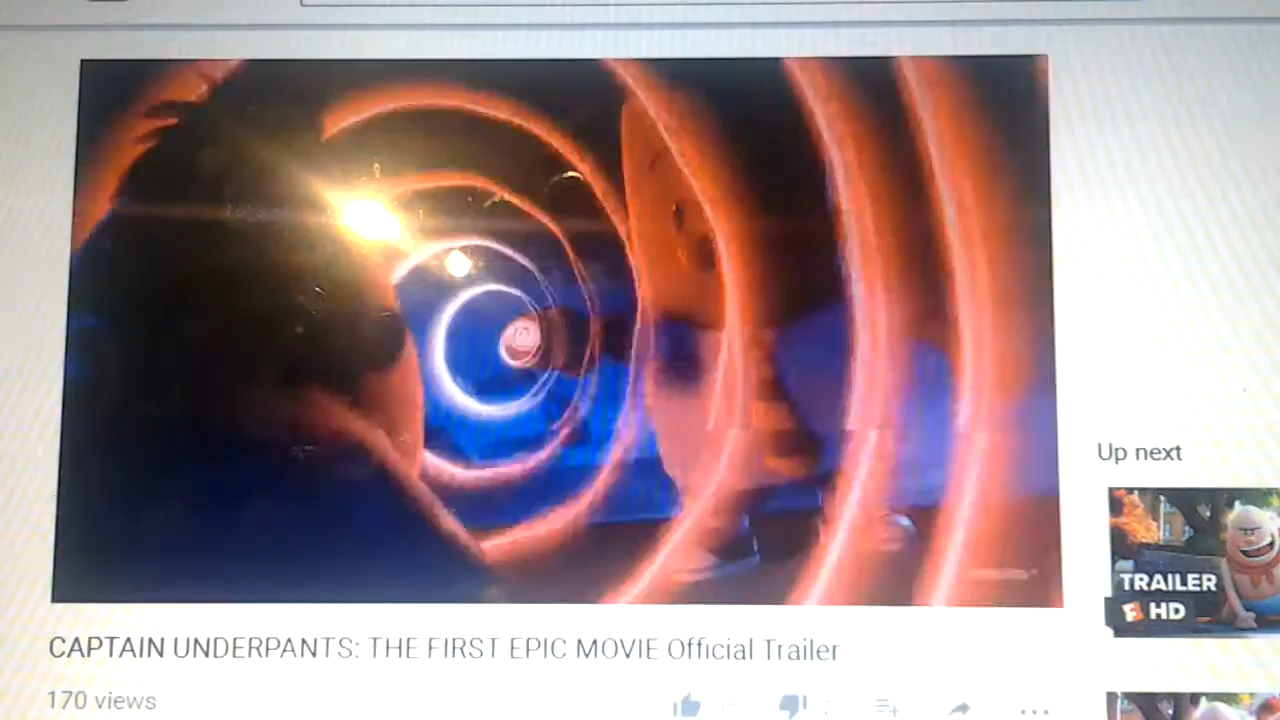 Up next
TRAILER
F HD
CAPTAIN UNDERPANTS: THE FIRST EPIC MOVIE Official Trailer
170 views